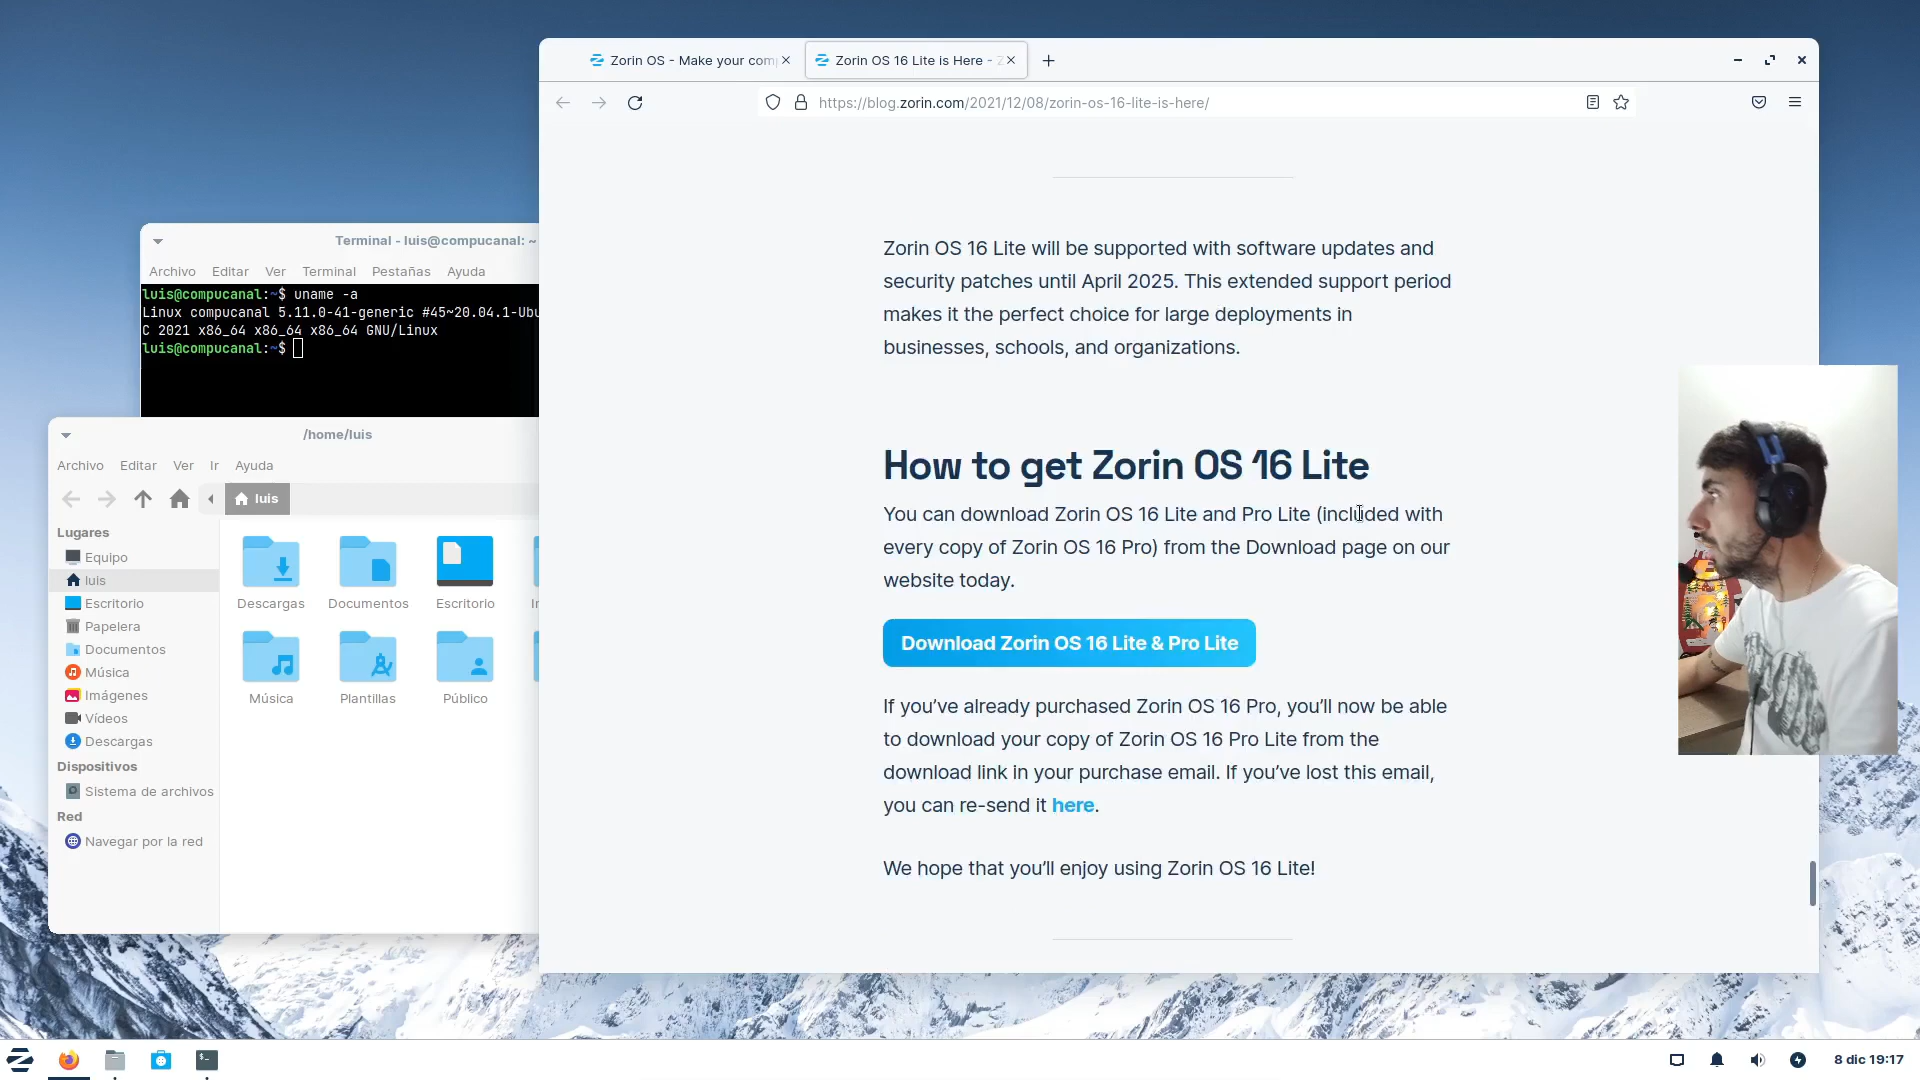 Zorin OS - Make your com
Zorin OS 16 Lite is Here - Z
https://blog.zorin.com/2021/12/08/zorin-os-16-lite-is-here/
Terminal - luis@compucanal: ~
Archivo Editar Ver Terminal Pestañas Ayuda
luis@compucanal:~$ uname -a
Linux compucanal 5.11.0-41-generic #45~20.04.1-Ubu
C 2021 x86_64 x86_64 x86_64 GNU/Linux
luis@compucanal:~$
/home/luis
Archivo Editar Ver Ir Ayuda
luis
Lugares
Equipo
luis
Escritorio
Papelera
Documentos
Música
Imágenes
Vídeos
Descargas
Dispositivos
Sistema de archivos
Red
Navegar por la red
Descargas Documentos Escritorio
Música Plantillas Público
Zorin OS 16 Lite will be supported with software updates and
security patches until April 2025. This extended support period
makes it the perfect choice for large deployments in
businesses, schools, and organizations.
How to get Zorin OS 16 Lite
You can download Zorin OS 16 Lite and Pro Lite (included with
every copy of Zorin OS 16 Pro) from the Download page on our
website today.
Download Zorin OS 16 Lite & Pro Lite
If you’ve already purchased Zorin OS 16 Pro, you’ll now be able
to download your copy of Zorin OS 16 Pro Lite from the
download link in your purchase email. If you’ve lost this email,
you can re-send it here.
We hope that you’ll enjoy using Zorin OS 16 Lite!
8 dic 19:17